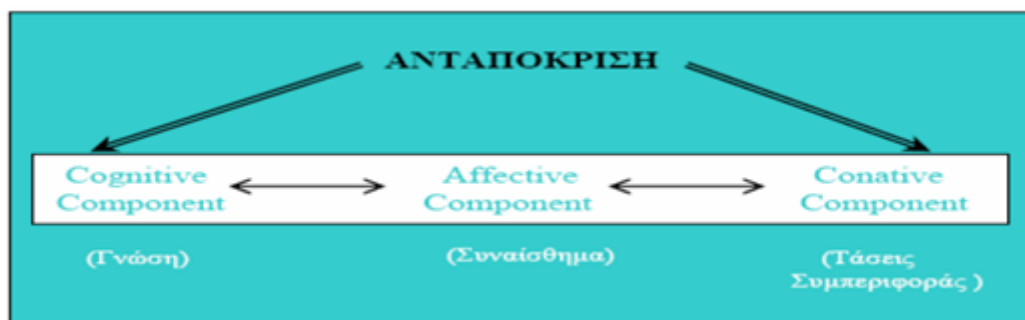 ΑΝΤΑΠΟΚΡΙΣΗ
Cognitive Component
Affective Component
Conative Component
(Γνώση)
(Συναίσθημα)
(Τάσεις
Συμπεριφοράς )